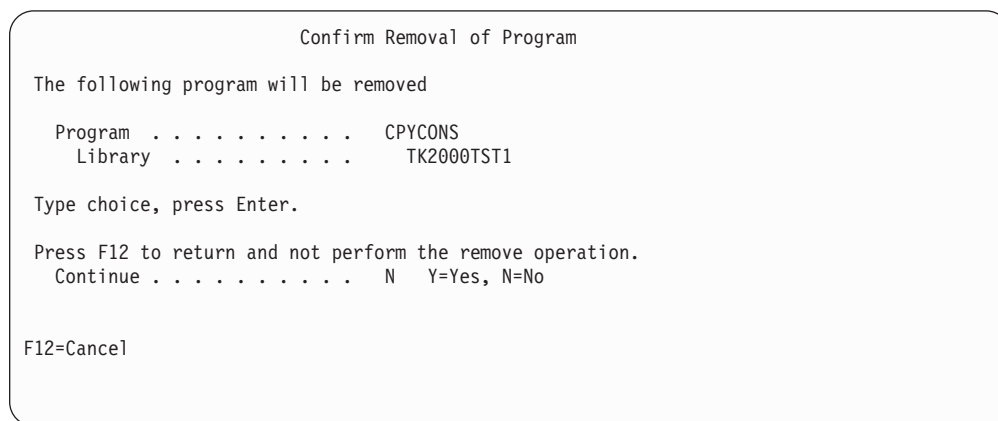 Confirm Removal of Program
The following program will be removed
Program . . . . . . . . . . CPYCONS
Library . . . . . . . . . TK2000TST1
Type choice, press Enter.
Press F12 to return and not perform the remove operation.
Continue . . . . . . . . . . N Y=Yes, N=No
F12=Cancel